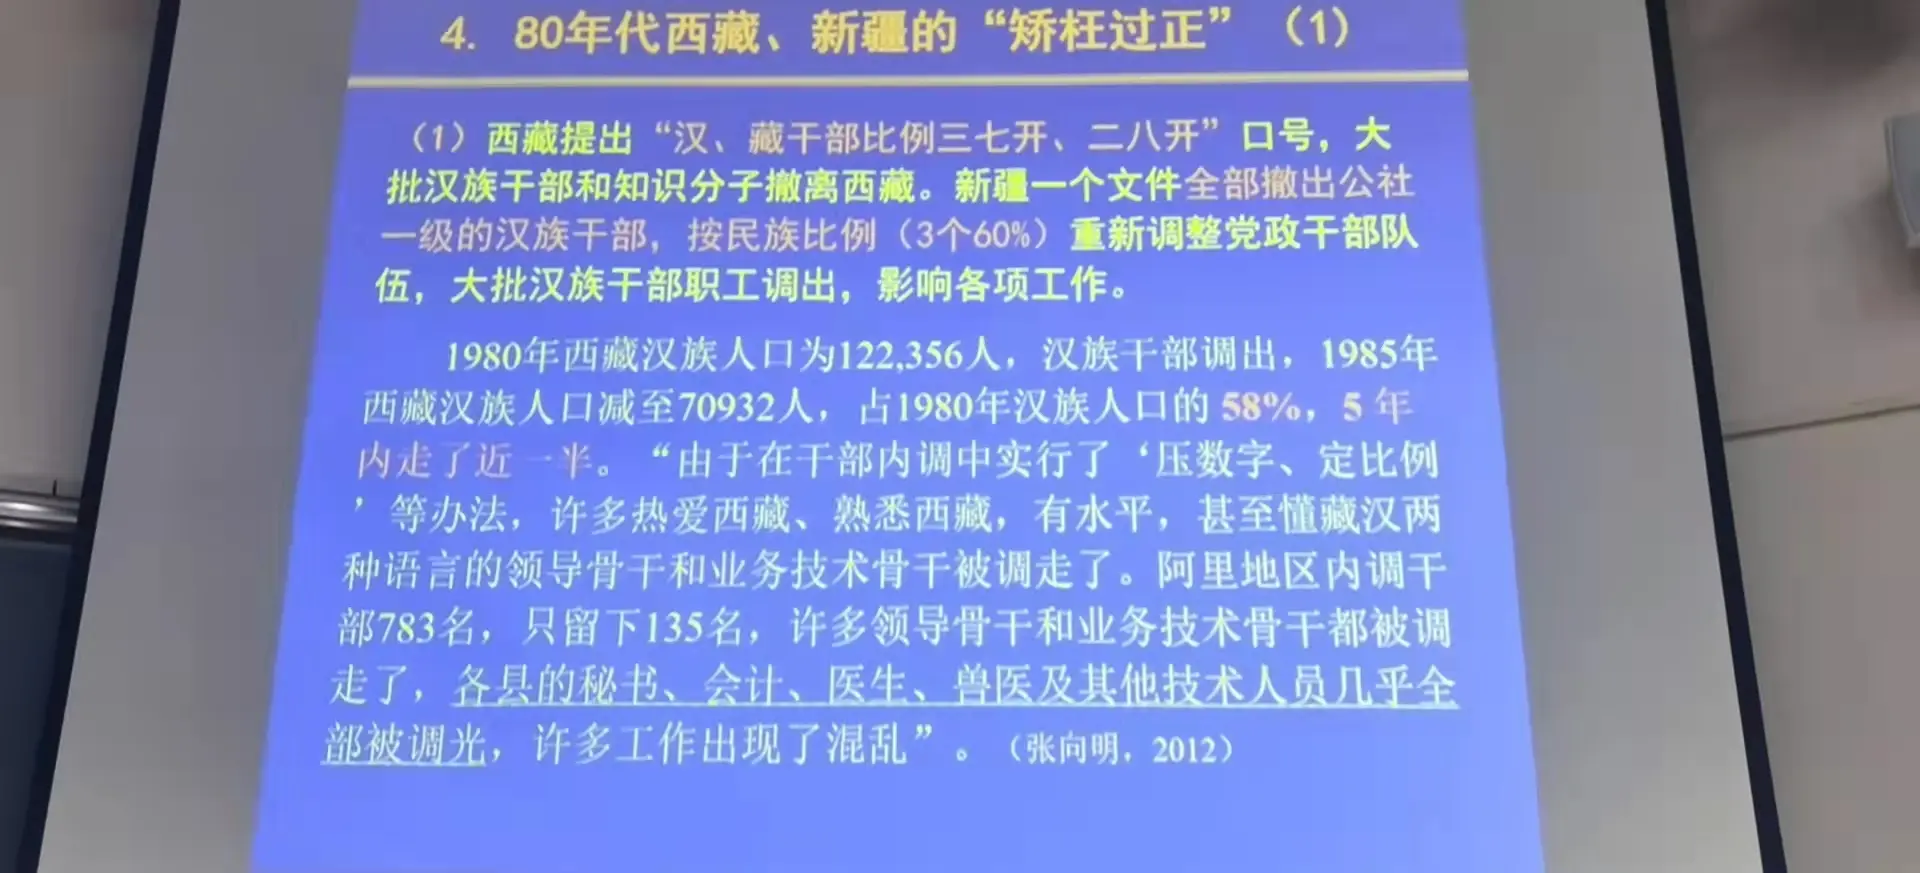 4. 80年代西藏、新疆的“矫枉过正”（1）
（1）西藏提出“汉、藏干部比例三七开、二八开”口号，大
批汉族干部和知识分子撤离西藏。新疆一个文件全部撤出公社
一级的汉族干部，按民族比例（3个60%）重新调整党政干部队
伍，大批汉族干部职工调出，影响各项工作。
1980年西藏汉族人口为122,356人，汉族干部调出，1985年
西藏汉族人口减至70932人，占1980年汉族人口的 58%，5 年
内走了近一半。“由于在干部内调中实行了‘压数字、定比例
’等办法，许多热爱西藏、熟悉西藏，有水平，甚至懂藏汉两
种语言的领导骨干和业务技术骨干被调走了。阿里地区内调干
部783名，只留下135名，许多领导骨干和业务技术骨干都被调
走了，各县的秘书、会计、医生、兽医及其他技术人员几乎全
部被调光，许多工作出现了混乱”。（张向明，2012）